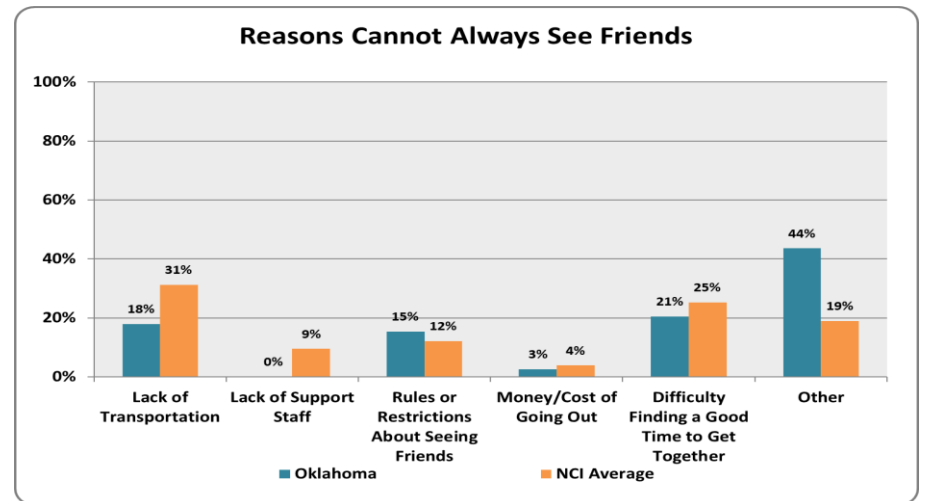 Reasons Cannot Always See Friends
100%
80%
60%
40%
20%
0%
18%
31%
0%
9%
15%
12%
3%
4%
21%
25%
44%
19%
Lack of
Transportation
Lack of Support
Staff
Rules or
Restrictions
About Seeing
Friends
Money/Cost of
Going Out
Difficulty
Finding a Good
Time to Get
Together
Other
Oklahoma
NCI Average